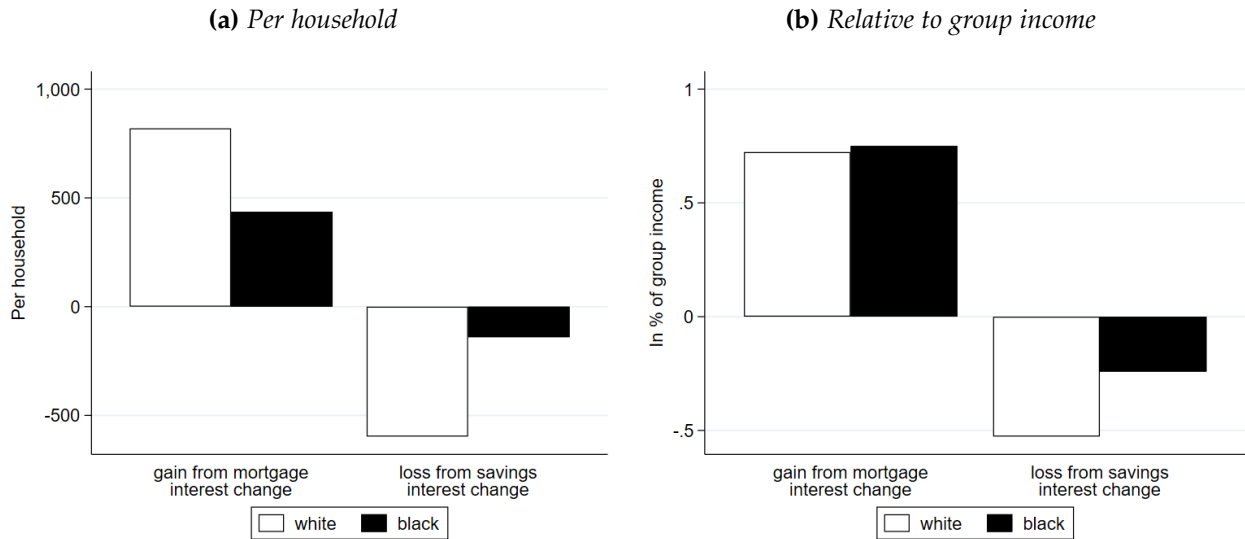 (a) Per household
1,000
500
0
-500
Per household
gain from mortgage
interest change
loss from savings
interest change
white black
(b) Relative to group income
1
.5
0
-.5
In % of group income
gain from mortgage
interest change
loss from savings
interest change
white black